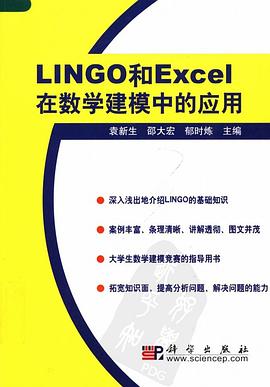 LINGO和Excel
在数学建模中的应用
袁新生 邵大宏 郁时炼 主编
深入浅出地介绍LINGO的基础知识
案例丰富、条理清晰、讲解透彻、图文并茂
大学生数学建模竞赛的指导用书
拓宽知识面，提高分析问题、解决问题的能力
PDG
科学出版社
www.sciencep.com